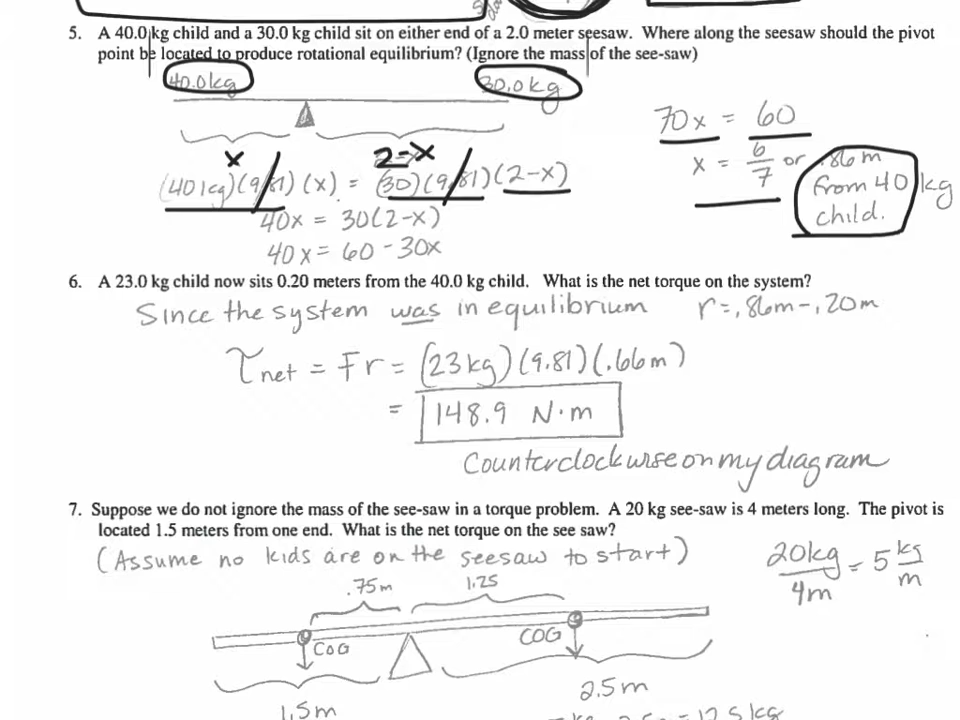 5. A 40.0 kg child and a 30.0 kg child sit on either end of a 2.0 meter seesaw. Where along the seesaw should the pivot
point be located to produce rotational equilibrium? (Ignore the mass of the see-saw)
40.0kg 30.0kg
x 2-x
(40kg)(9.81)(x) = (30)(9.81)(2-x)
40x = 30(2-x)
40x = 60-30x
70x = 60
x = 6/7 or .86m
from 40 kg
child.
6. A 23.0 kg child now sits 0.20 meters from the 40.0 kg child. What is the net torque on the system?
Since the system was in equilibrium r=.86m-.20m
τnet = Fr = (23kg)(9.81)(.66m)
= 148.9 N·m
Counterclockwise on my diagram
7. Suppose we do not ignore the mass of the see-saw in a torque problem. A 20 kg see-saw is 4 meters long. The pivot is
located 1.5 meters from one end. What is the net torque on the see saw?
(Assume no kids are on the seesaw to start)
20kg/4m = 5 kg/m
.75m 1.25
COG COG
1.5m 2.5m
= 12.5kg